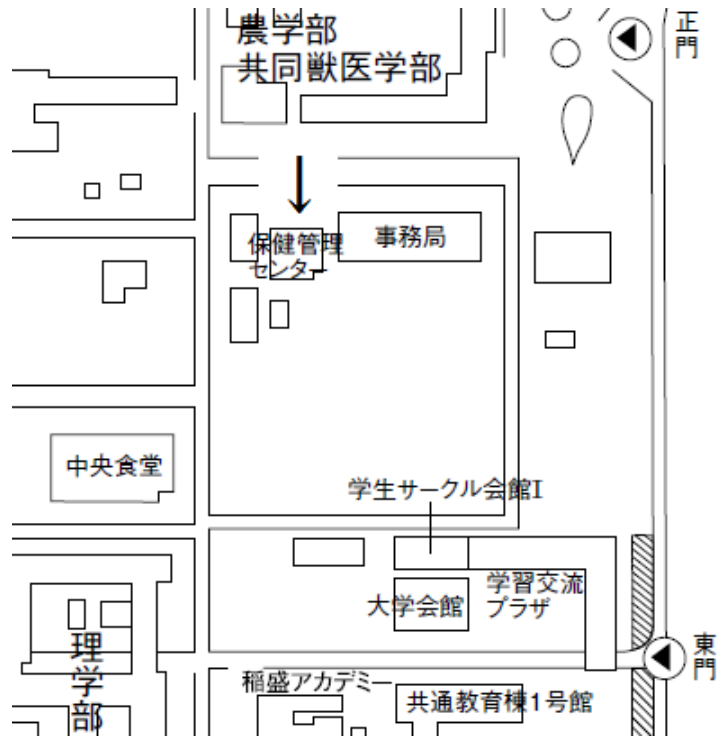 正門
農学部
共同獣医学部
保健管理
センター
事務局
中央食堂
学生サークル会館I
大学会館
学習交流
プラザ
東門
理学部
稲盛アカデミー
共通教育棟1号館